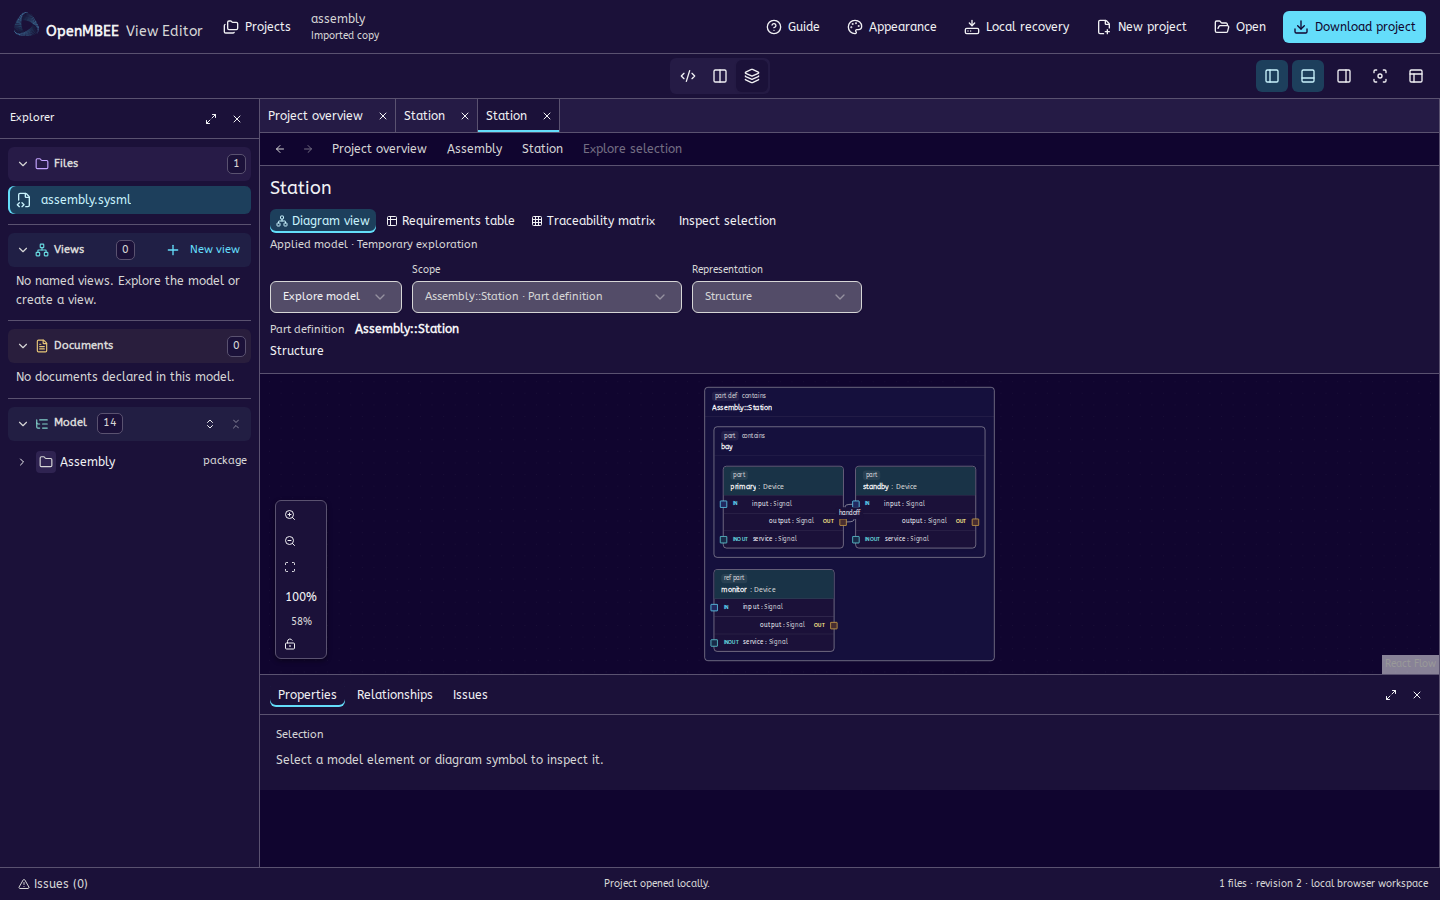 OpenMBEE View Editor
Projects
assembly
Imported copy
Guide
Appearance
Local recovery
New project
Open
Download project
Explorer
Files
1
assembly.sysml
Views
0
New view
No named views. Explore the model or
create a view.
Documents
0
No documents declared in this model.
Model
14
Assembly
package
Project overview
Station
Station
Project overview
Assembly
Station
Explore selection
Station
Diagram view
Requirements table
Traceability matrix
Inspect selection
Applied model · Temporary exploration
Scope
Representation
Explore model
Assembly::Station · Part definition
Structure
Part definition Assembly::Station
Structure
part def contains
Assembly::Station
part contains
bay
part
primary : Device
IN input : Signal
output : Signal OUT
INOUT service : Signal
handoff
part
standby : Device
IN input : Signal
output : Signal OUT
INOUT service : Signal
ref part
monitor : Device
IN input : Signal
output : Signal OUT
INOUT service : Signal
100%
58%
React Flow
Properties
Relationships
Issues
Selection
Select a model element or diagram symbol to inspect it.
Issues (0)
Project opened locally.
1 files · revision 2 · local browser workspace